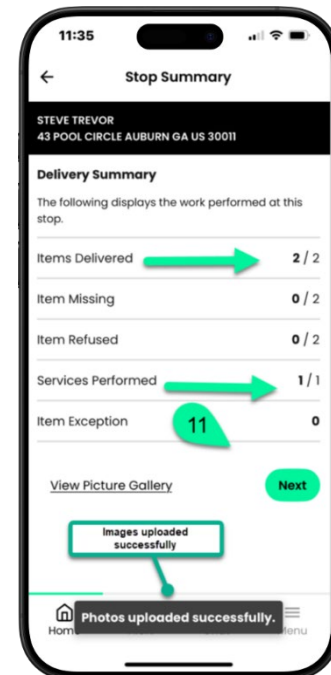 11:35
Stop Summary
STEVE TREVOR
43 POOL CIRCLE AUBURN GA US 30011
Delivery Summary
The following displays the work performed at this
stop.
Items Delivered 2 / 2
Item Missing 0 / 2
Item Refused 0 / 2
Services Performed 1 / 1
Item Exception 0
11
View Picture Gallery Next
Images uploaded
successfully
Photos uploaded successfully.
Home